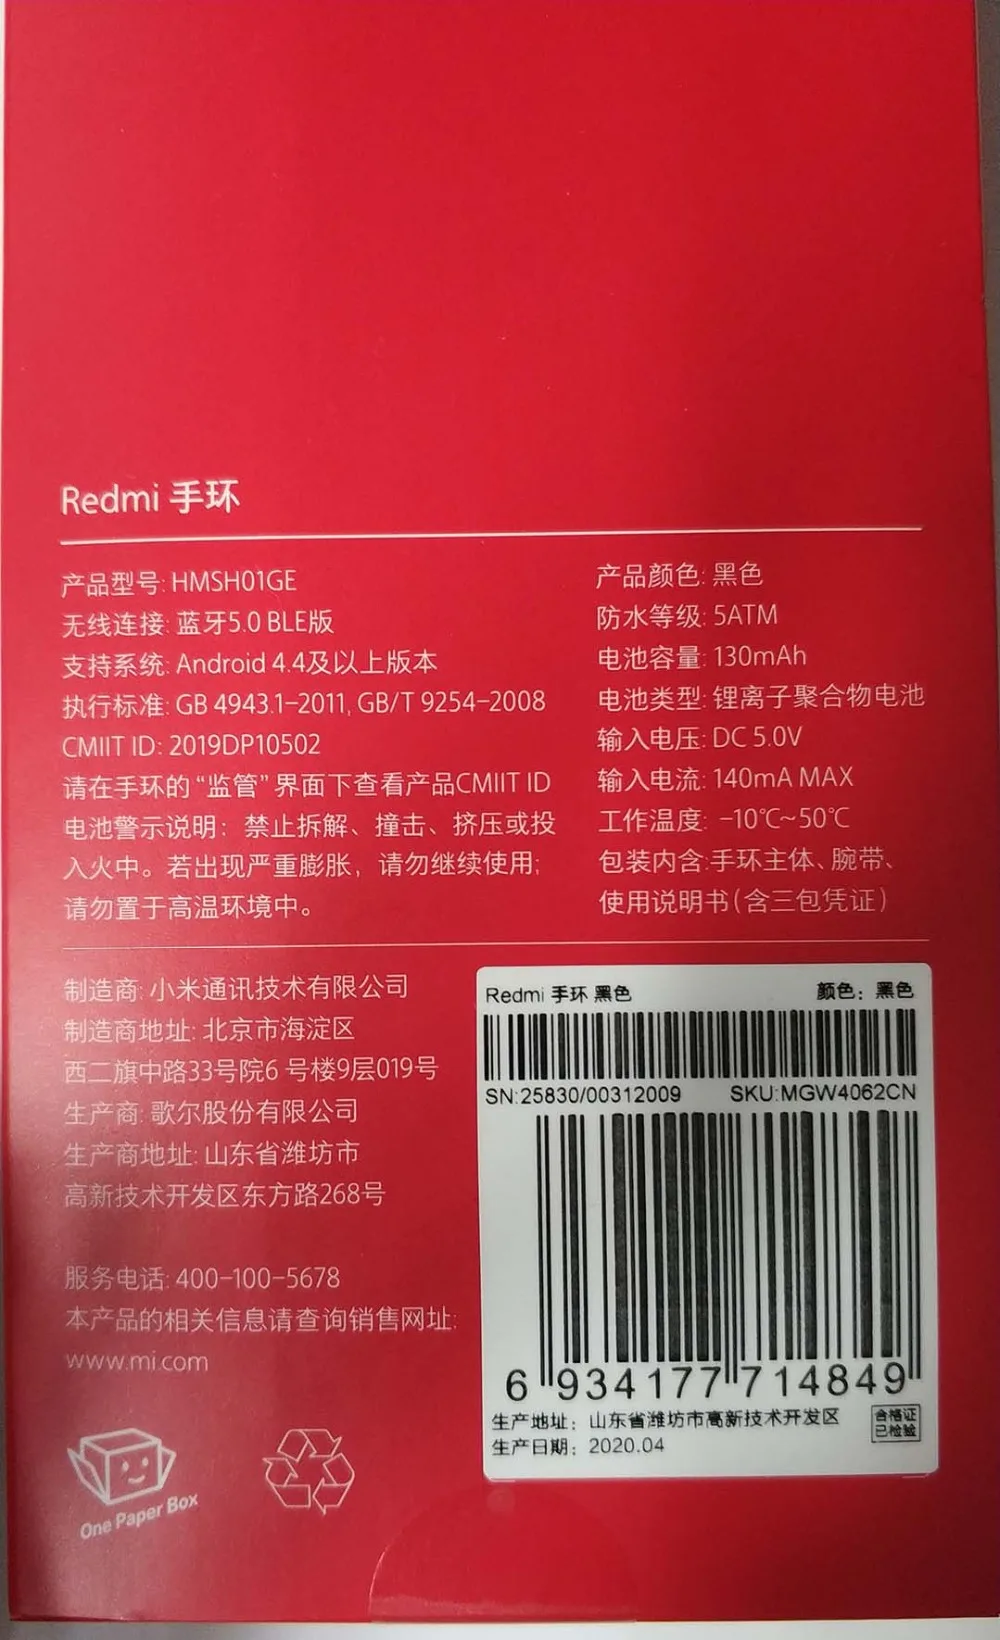 Redmi 手环
产品型号: HMSH01GE
无线连接: 蓝牙5.0 BLE版
支持系统: Android 4.4及以上版本
执行标准: GB 4943.1-2011, GB/T 9254-2008
CMIIT ID: 2019DP10502
请在手环的“监管”界面下查看产品CMIIT ID
电池警示说明：禁止拆解、撞击、挤压或投
入火中。若出现严重膨胀，请勿继续使用;
请勿置于高温环境中。
产品颜色: 黑色
防水等级: 5ATM
电池容量: 130mAh
电池类型: 锂离子聚合物电池
输入电压: DC 5.0V
输入电流: 140mA MAX
工作温度: -10℃~50℃
包装内含:手环主体、腕带、
使用说明书(含三包凭证)
制造商: 小米通讯技术有限公司
制造商地址: 北京市海淀区
西二旗中路33号院6 号楼9层019号
生产商: 歌尔股份有限公司
生产商地址: 山东省潍坊市
高新技术开发区东方路268号
服务电话: 400-100-5678
本产品的相关信息请查询销售网址:
www.mi.com
One Paper Box
Redmi 手环 黑色 颜色：黑色
SN:25830/00312009 SKU:MGW4062CN
6 934177 714849
生产地址：山东省潍坊市高新技术开发区
生产日期：2020.04
合格证
已检验